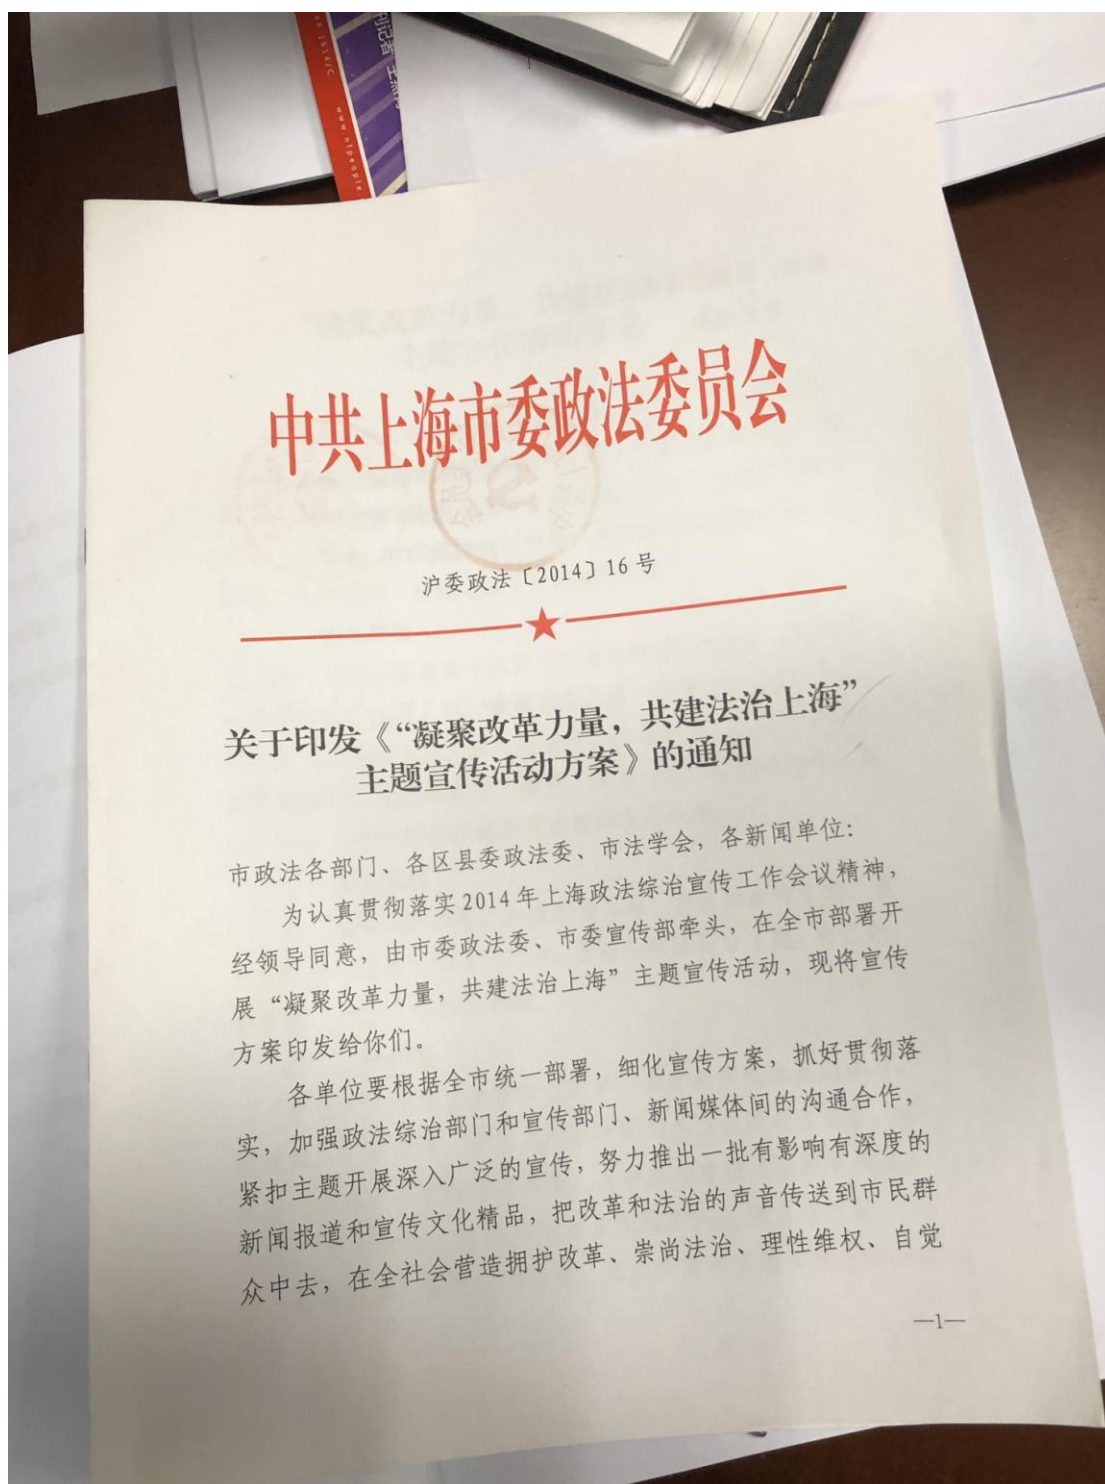 中共上海市委政法委员会
沪委政法〔2014〕16号
关于印发《“凝聚改革力量，共建法治上海”
主题宣传活动方案》的通知
市政法各部门、各区县委政法委、市法学会，各新闻单位：
为认真贯彻落实2014年上海政法综治宣传工作会议精神，
经领导同意，由市委政法委、市委宣传部牵头，在全市部署开
展“凝聚改革力量，共建法治上海”主题宣传活动，现将宣传
方案印发给你们。
各单位要根据全市统一部署，细化宣传方案，抓好贯彻落
实，加强政法综治部门和宣传部门、新闻媒体间的沟通合作，
紧扣主题开展深入广泛的宣传，努力推出一批有影响有深度的
新闻报道和宣传文化精品，把改革和法治的声音传送到市民群
众中去，在全社会营造拥护改革、崇尚法治、理性维权、自觉
—1—